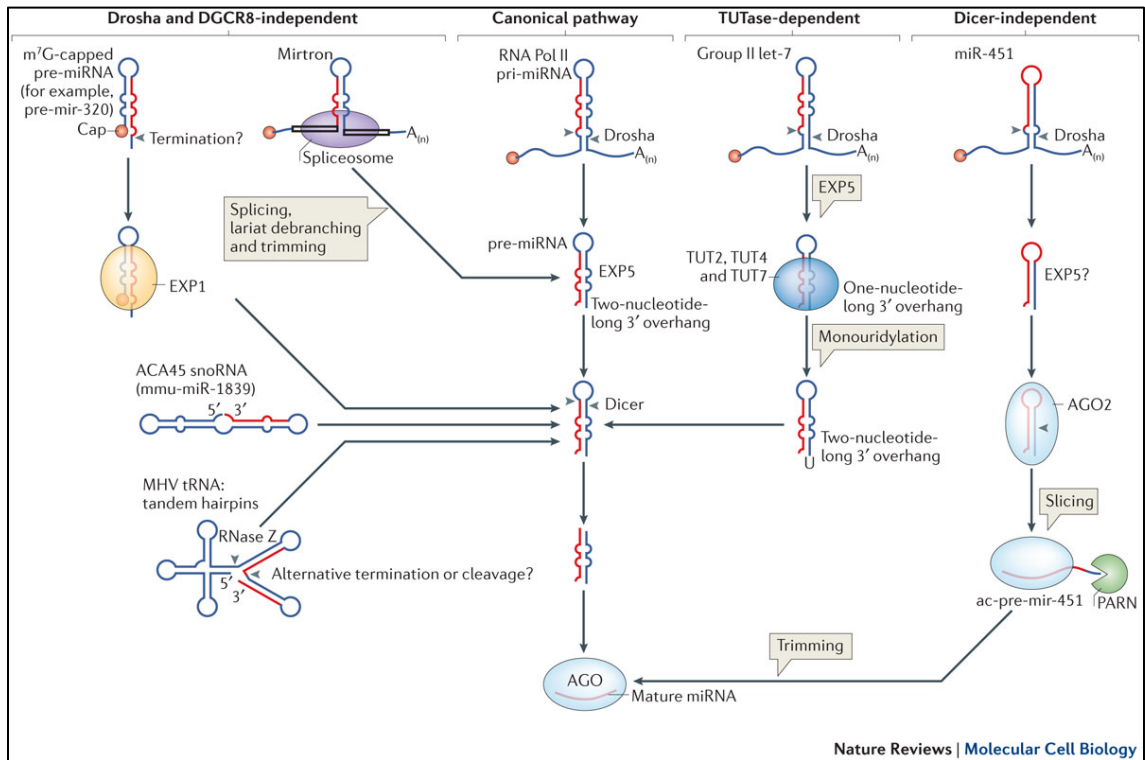 Drosha and DGCR8-independent
Canonical pathway
TUTase-dependent
Dicer-independent
m⁷G-capped
pre-miRNA
(for example,
pre-mir-320)
Cap
Termination?
Mirtron
A(n)
Spliceosome
RNA Pol II
pri-miRNA
Drosha
A(n)
Group II let-7
Drosha
A(n)
miR-451
Drosha
A(n)
Splicing,
lariat debranching
and trimming
EXP5
EXP1
pre-miRNA
EXP5
Two-nucleotide-
long 3′ overhang
TUT2, TUT4
and TUT7
One-nucleotide-
long 3′ overhang
EXP5?
Monouridylation
ACA45 snoRNA
(mmu-miR-1839)
5′ 3′
Dicer
Two-nucleotide-
long 3′ overhang
U
AGO2
MHV tRNA:
tandem hairpins
RNase Z
5′
3′
Alternative termination or cleavage?
Slicing
ac-pre-mir-451
PARN
Trimming
AGO
Mature miRNA
Nature Reviews | Molecular Cell Biology